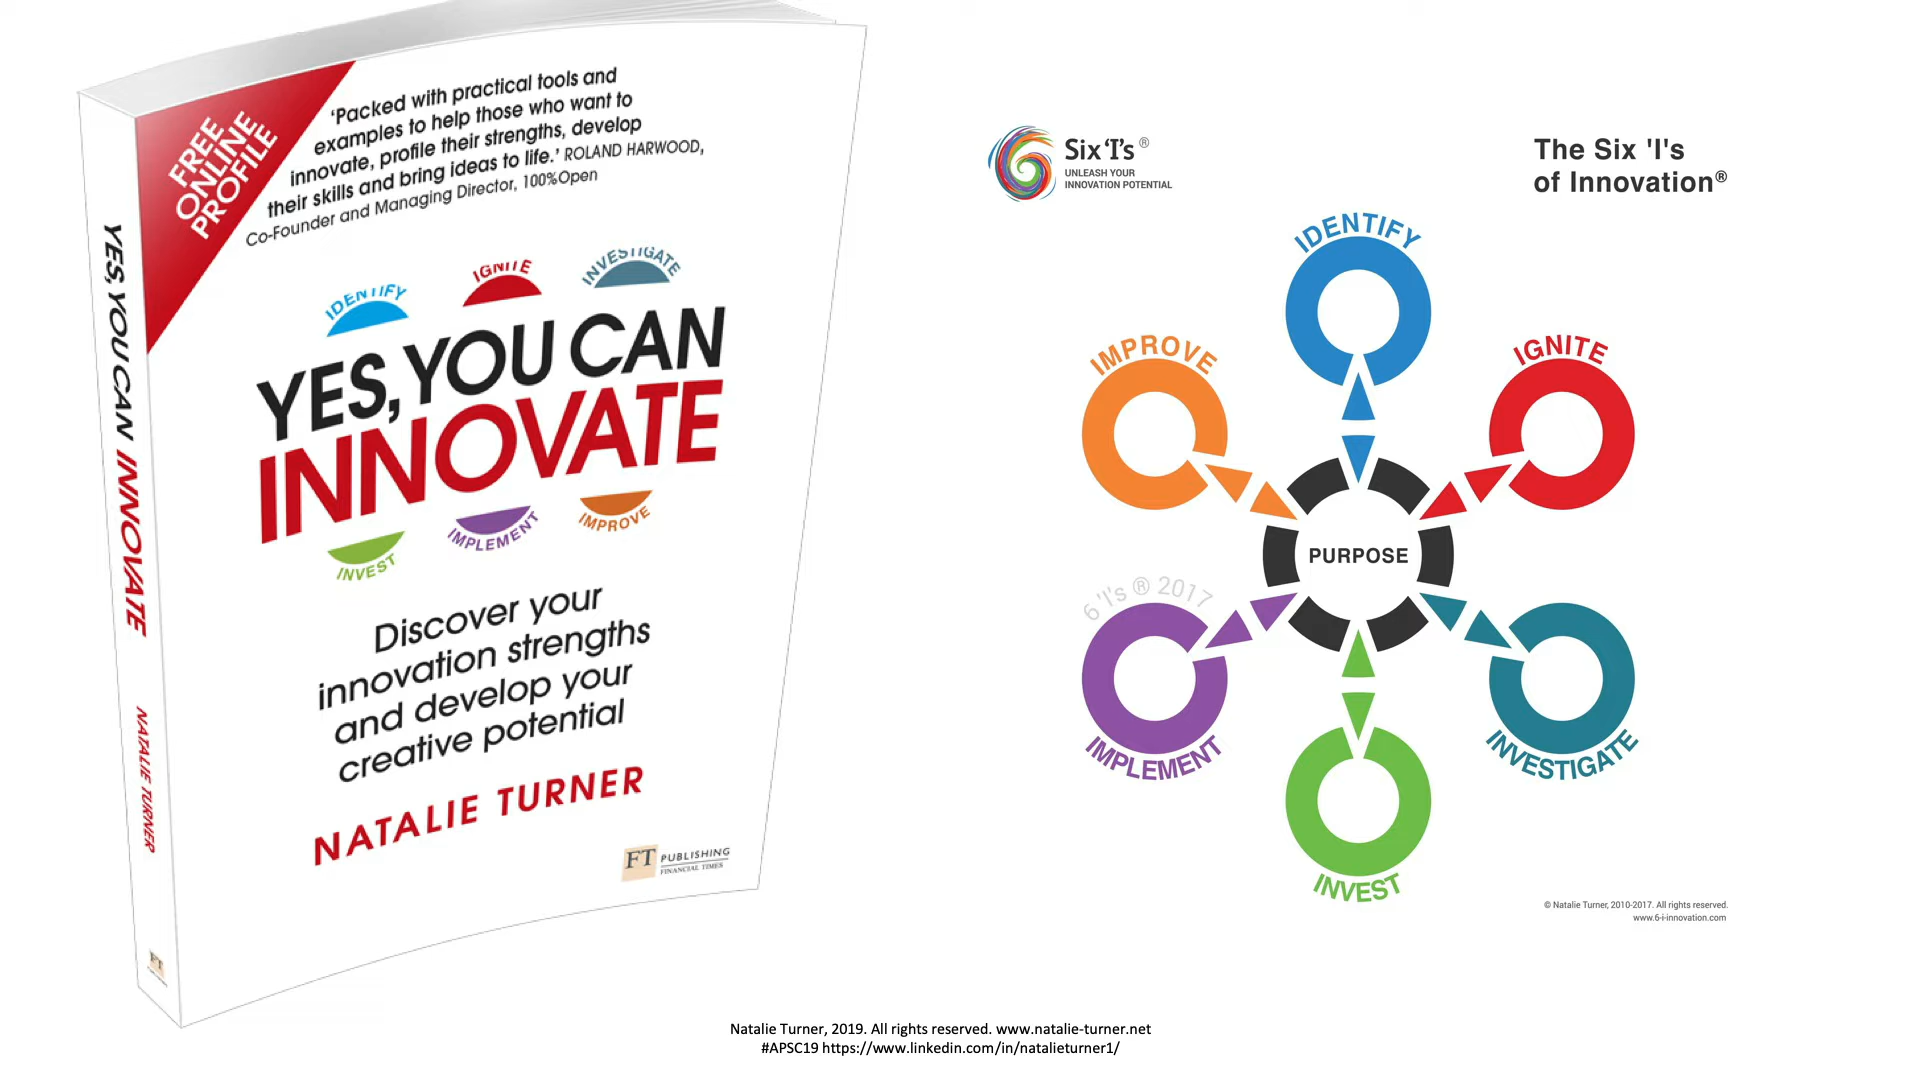 FREE
ONLINE
PROFILE
'Packed with practical tools and
examples to help those who want to
innovate, profile their strengths, develop
their skills and bring ideas to life.' ROLAND HARWOOD,
Co-Founder and Managing Director, 100%Open
IDENTIFY
IGNITE
INVESTIGATE
YES, YOU CAN
INNOVATE
INVEST
IMPLEMENT
IMPROVE
Discover your
innovation strengths
and develop your
creative potential
NATALIE TURNER
FT PUBLISHING
FINANCIAL TIMES
YES, YOU CAN INNOVATE
NATALIE TURNER
FT
Six 'I's ®
UNLEASH YOUR
INNOVATION POTENTIAL
The Six 'I's
of Innovation®
IDENTIFY
IMPROVE
IGNITE
PURPOSE
6 'I's ® 2017
IMPLEMENT
INVESTIGATE
INVEST
© Natalie Turner, 2010-2017. All rights reserved.
www.6-i-innovation.com
Natalie Turner, 2019. All rights reserved. www.natalie-turner.net
#APSC19 https://www.linkedin.com/in/natalieturner1/